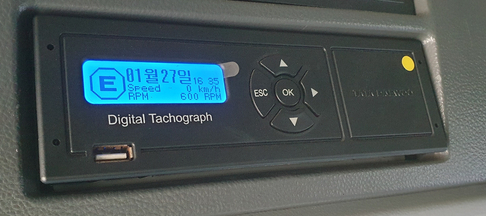 E 01월27일 16:35
Speed 0 km/h
RPM 600 RPM
ESC OK
Digital Tachograph